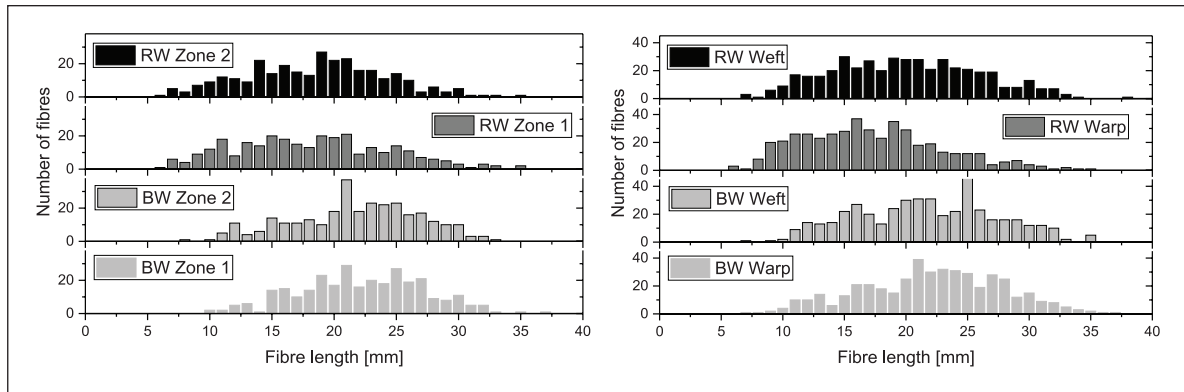 RW Zone 2
20
0
RW Zone 1
20
0
BW Zone 2
20
0
BW Zone 1
20
0
Number of fibres
0 5 10 15 20 25 30 35 40
Fibre length [mm]
RW Weft
40
20
0
RW Warp
40
20
0
BW Weft
40
20
0
BW Warp
40
20
0
Number of fibres
0 5 10 15 20 25 30 35 40
Fibre length [mm]